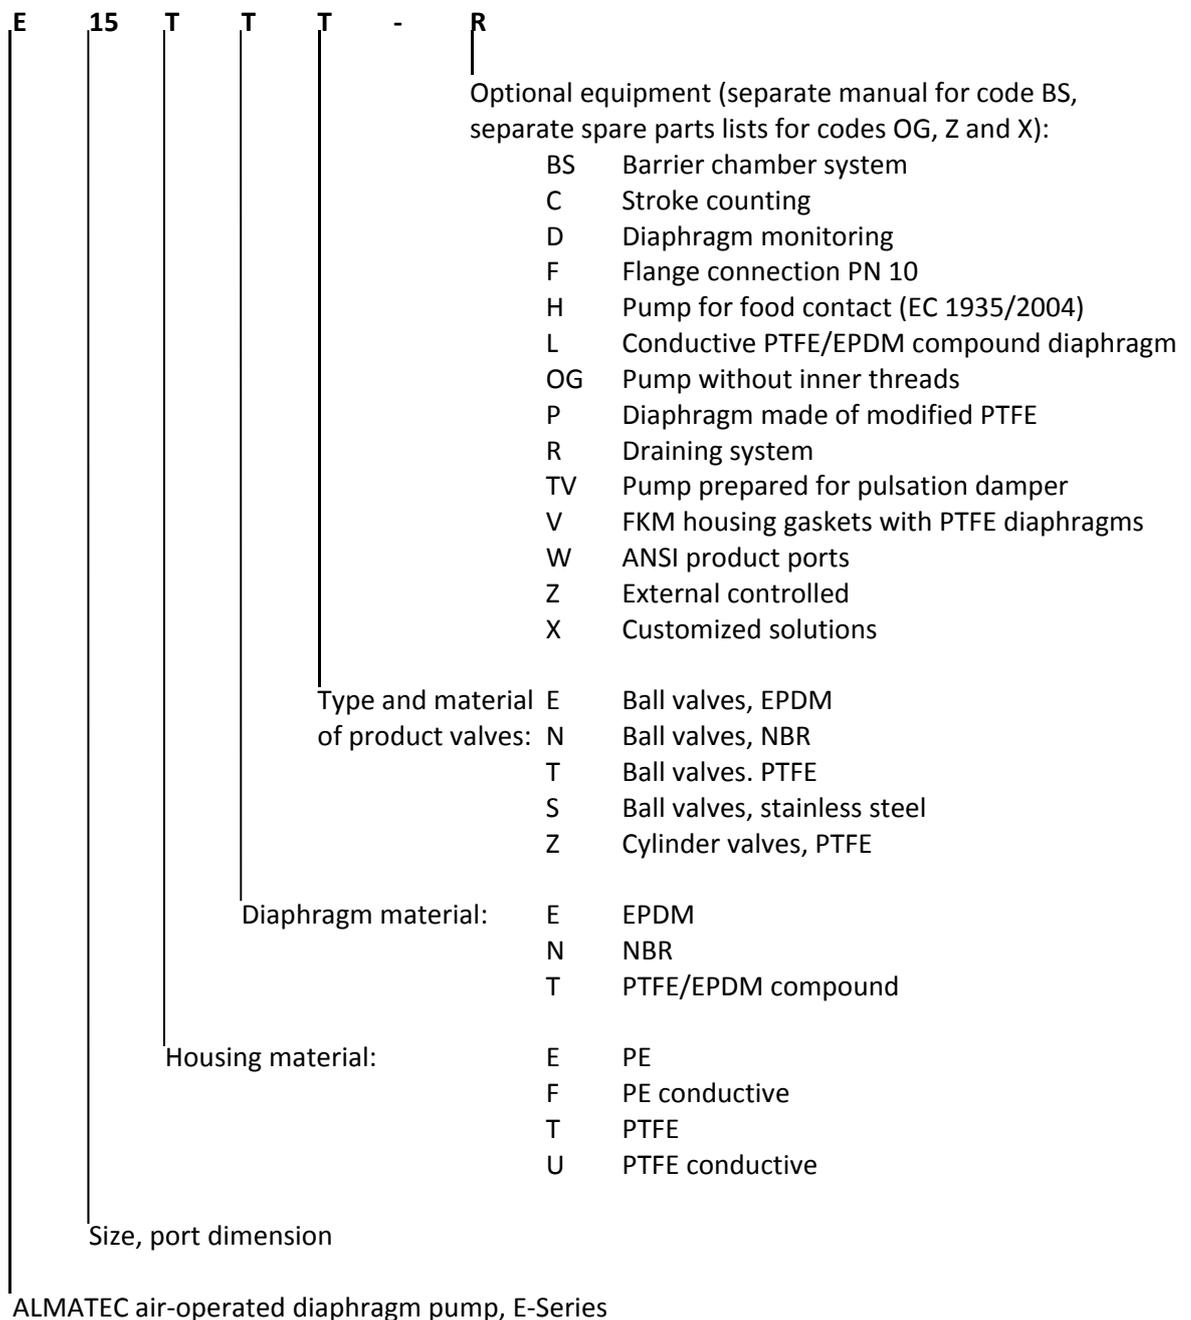 E 15 T T T - R
Optional equipment (separate manual for code BS,
separate spare parts lists for codes OG, Z and X):
BS Barrier chamber system
C Stroke counting
D Diaphragm monitoring
F Flange connection PN 10
H Pump for food contact (EC 1935/2004)
L Conductive PTFE/EPDM compound diaphragm
OG Pump without inner threads
P Diaphragm made of modified PTFE
R Draining system
TV Pump prepared for pulsation damper
V FKM housing gaskets with PTFE diaphragms
W ANSI product ports
Z External controlled
X Customized solutions
Type and material E Ball valves, EPDM
of product valves: N Ball valves, NBR
T Ball valves. PTFE
S Ball valves, stainless steel
Z Cylinder valves, PTFE
Diaphragm material: E EPDM
N NBR
T PTFE/EPDM compound
Housing material: E PE
F PE conductive
T PTFE
U PTFE conductive
Size, port dimension
ALMATEC air-operated diaphragm pump, E-Series